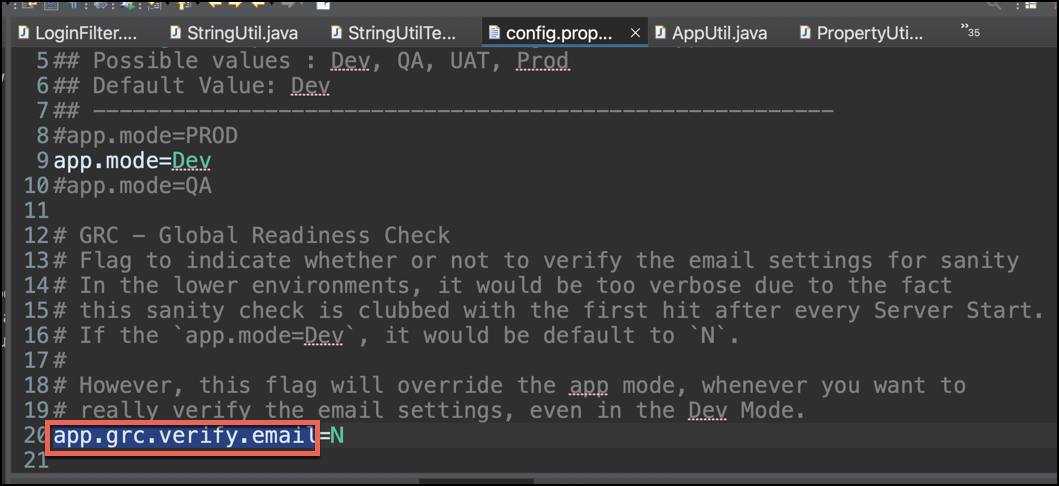 LoginFilter....
StringUtil.java
StringUtilTe...
config.prop...
AppUtil.java
PropertyUti...
»35
5 ## Possible values : Dev, QA, UAT, Prod
6 ## Default Value: Dev
7 ## --------------------------------------------------------
8 #app.mode=PROD
9 app.mode=Dev
10 #app.mode=QA
11
12 # GRC - Global Readiness Check
13 # Flag to indicate whether or not to verify the email settings for sanity
14 # In the lower environments, it would be too verbose due to the fact
15 # this sanity check is clubbed with the first hit after every Server Start.
16 # If the `app.mode=Dev`, it would be default to `N`.
17 #
18 # However, this flag will override the app mode, whenever you want to
19 # really verify the email settings, even in the Dev Mode.
20 app.grc.verify.email=N
21